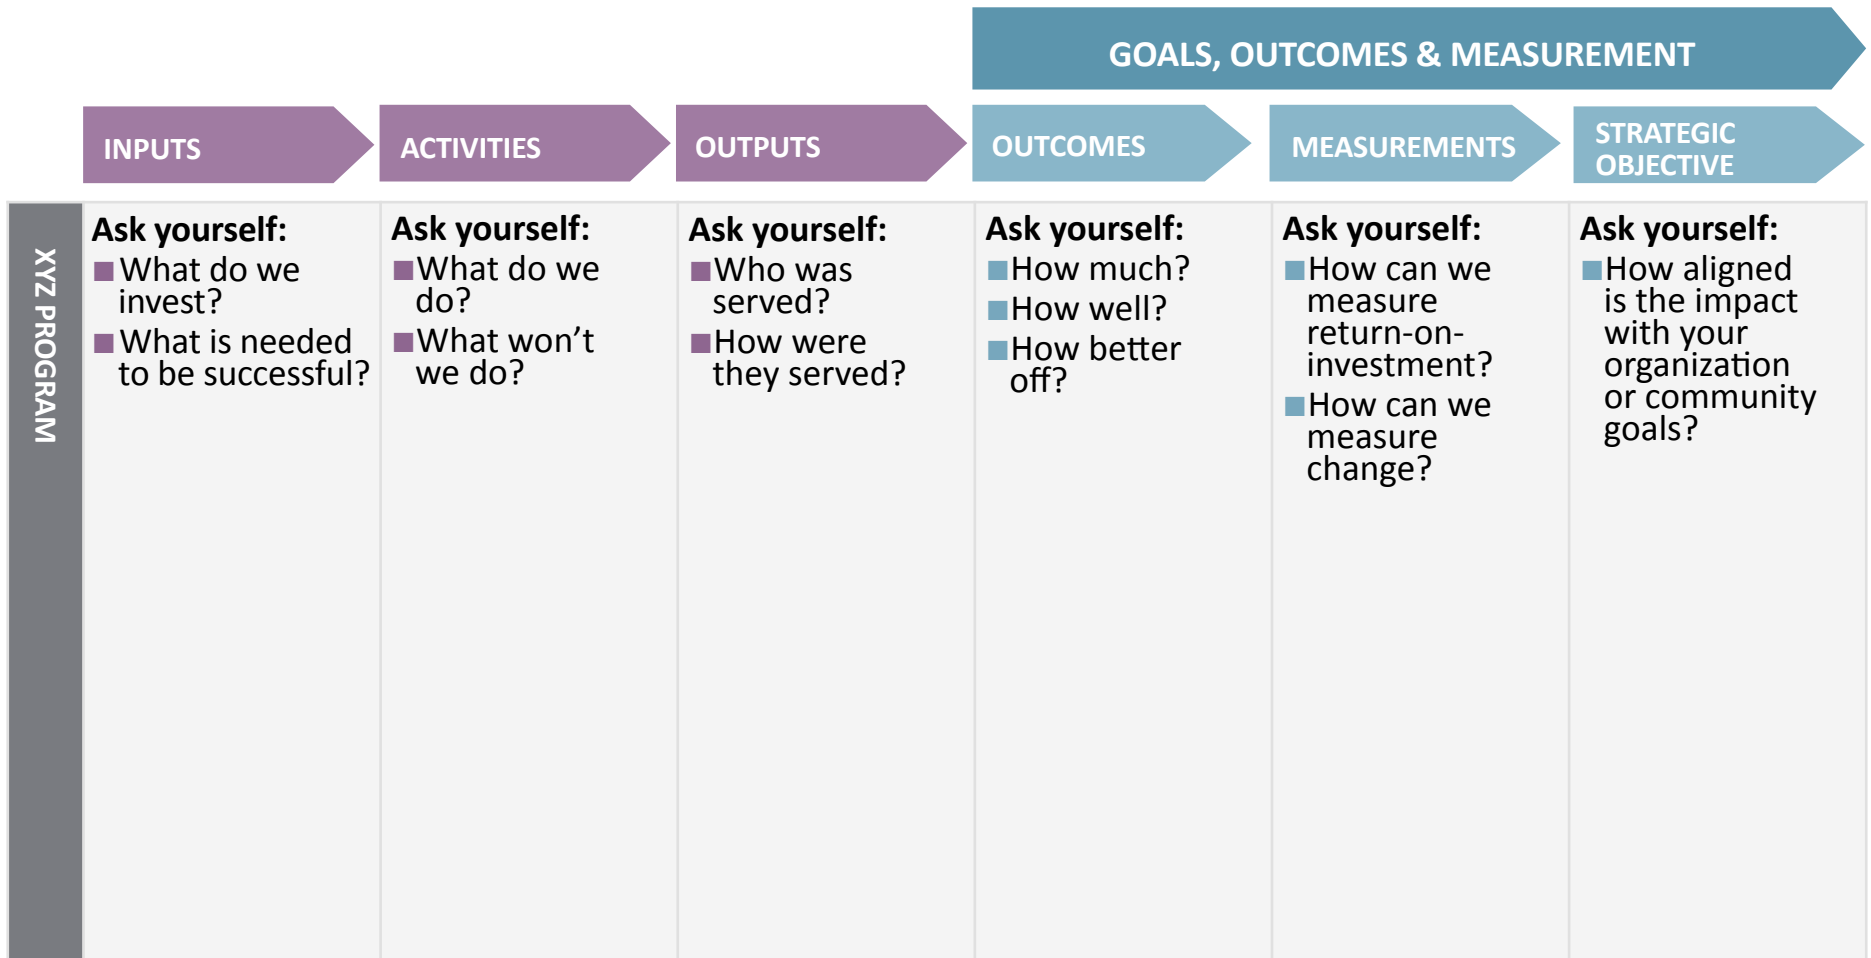 GOALS, OUTCOMES & MEASUREMENT
INPUTS
ACTIVITIES
OUTPUTS
OUTCOMES
MEASUREMENTS
STRATEGIC
OBJECTIVE
XYZ PROGRAM
Ask yourself:
What do we
invest?
What is needed
to be successful?
Ask yourself:
What do we
do?
What won’t
we do?
Ask yourself:
Who was
served?
How were
they served?
Ask yourself:
How much?
How well?
How better
off?
Ask yourself:
How can we
measure
return-on-
investment?
How can we
measure
change?
Ask yourself:
How aligned
is the impact
with your
organization
or community
goals?